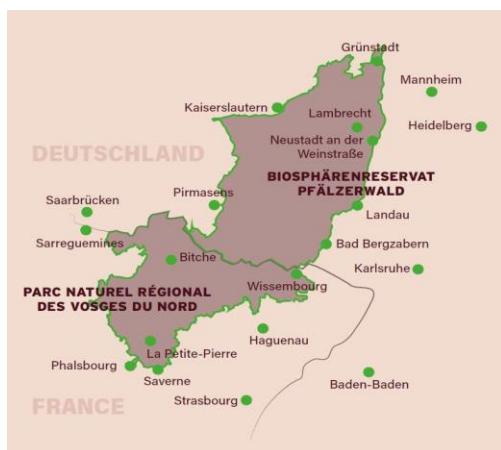 Grünstadt
Mannheim
Kaiserslautern
Lambrecht
Heidelberg
Neustadt an der
Weinstraße
DEUTSCHLAND
BIOSPHÄRENRESERVAT
PFÄLZERWALD
Pirmasens
Saarbrücken
Landau
Sarreguemines
Bad Bergzabern
Bitche
Karlsruhe
Wissembourg
PARC NATUREL RÉGIONAL
DES VOSGES DU NORD
Haguenau
La Petite-Pierre
Phalsbourg
Saverne
Baden-Baden
Strasbourg
FRANCE